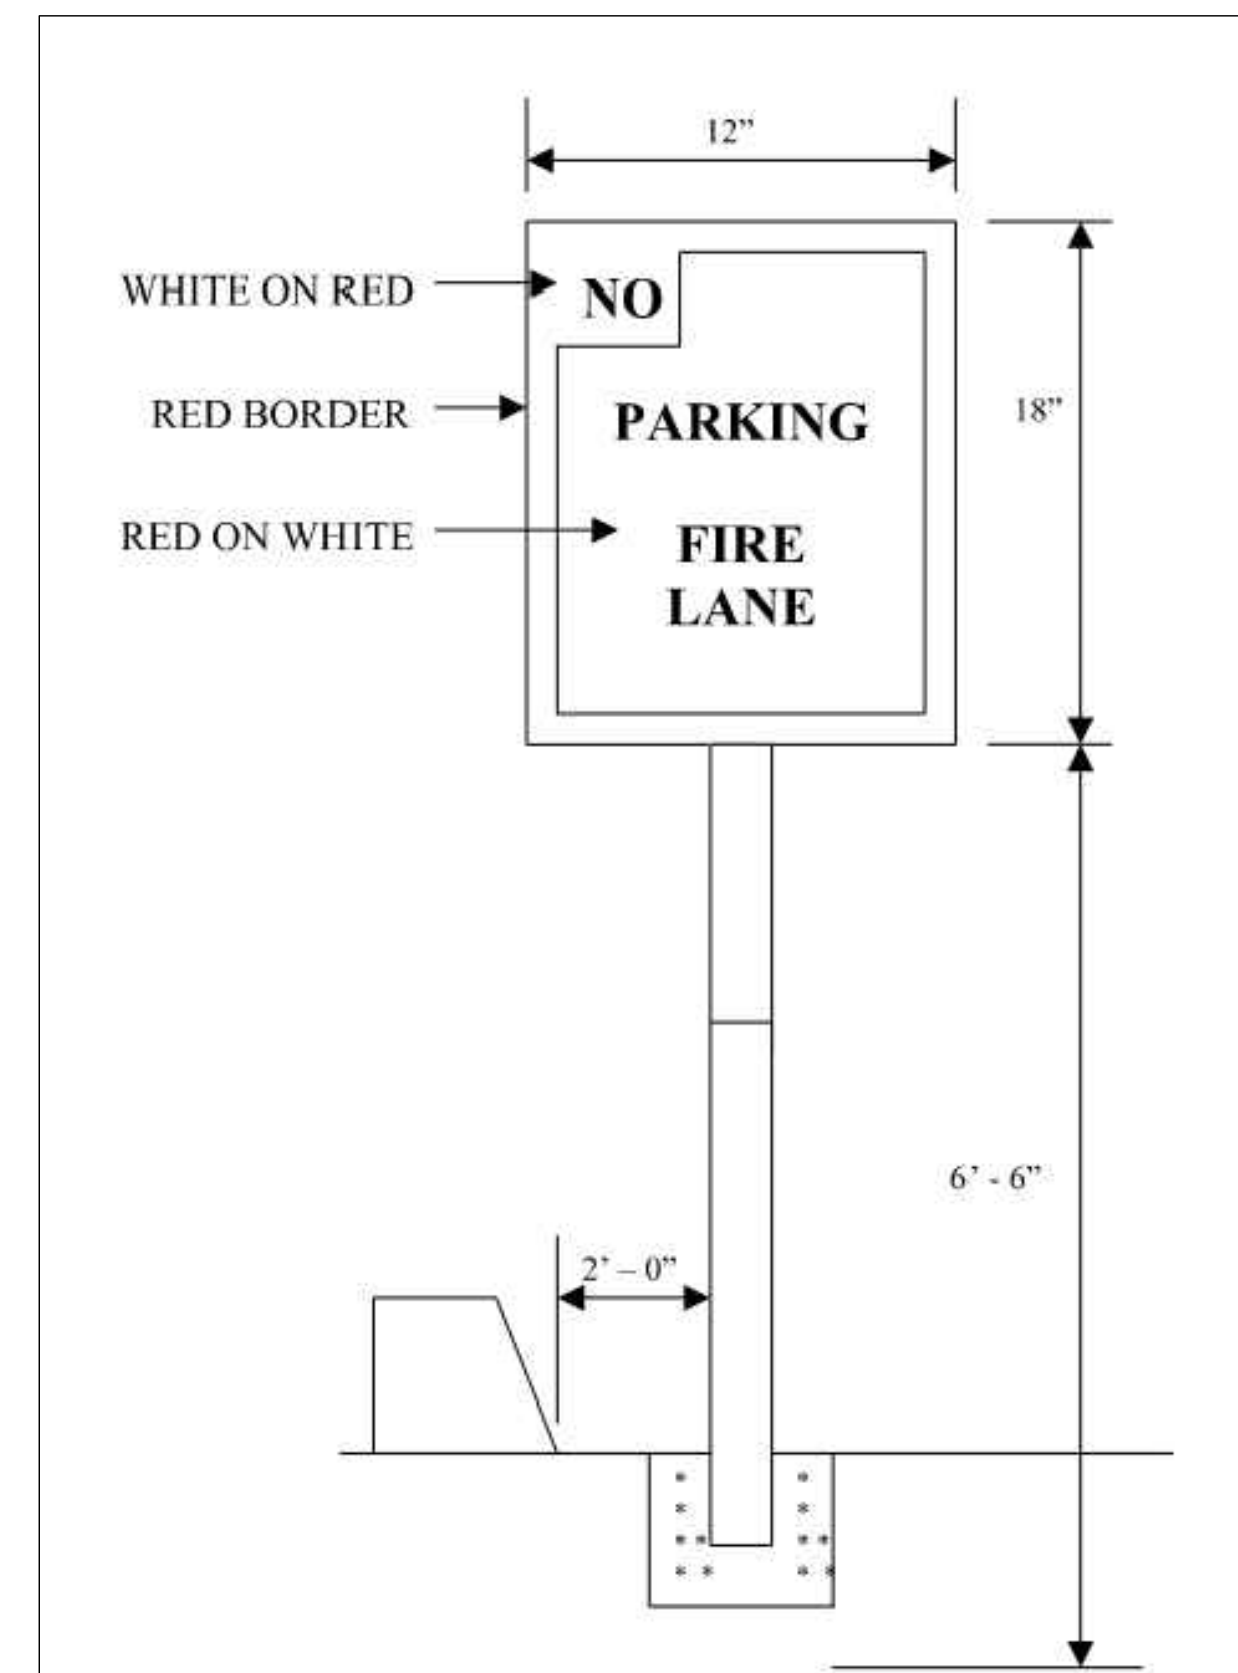 12”
WHITE ON RED
NO
RED BORDER
PARKING
18”
RED ON WHITE
FIRE
LANE
6’ - 6”
2’ – 0”